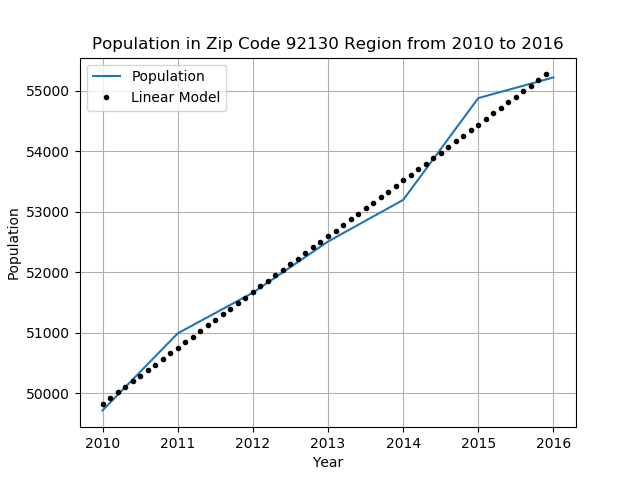 Population in Zip Code 92130 Region from 2010 to 2016
Population
Linear Model
55000
54000
53000
52000
51000
50000
Population
2010 2011 2012 2013 2014 2015 2016
Year